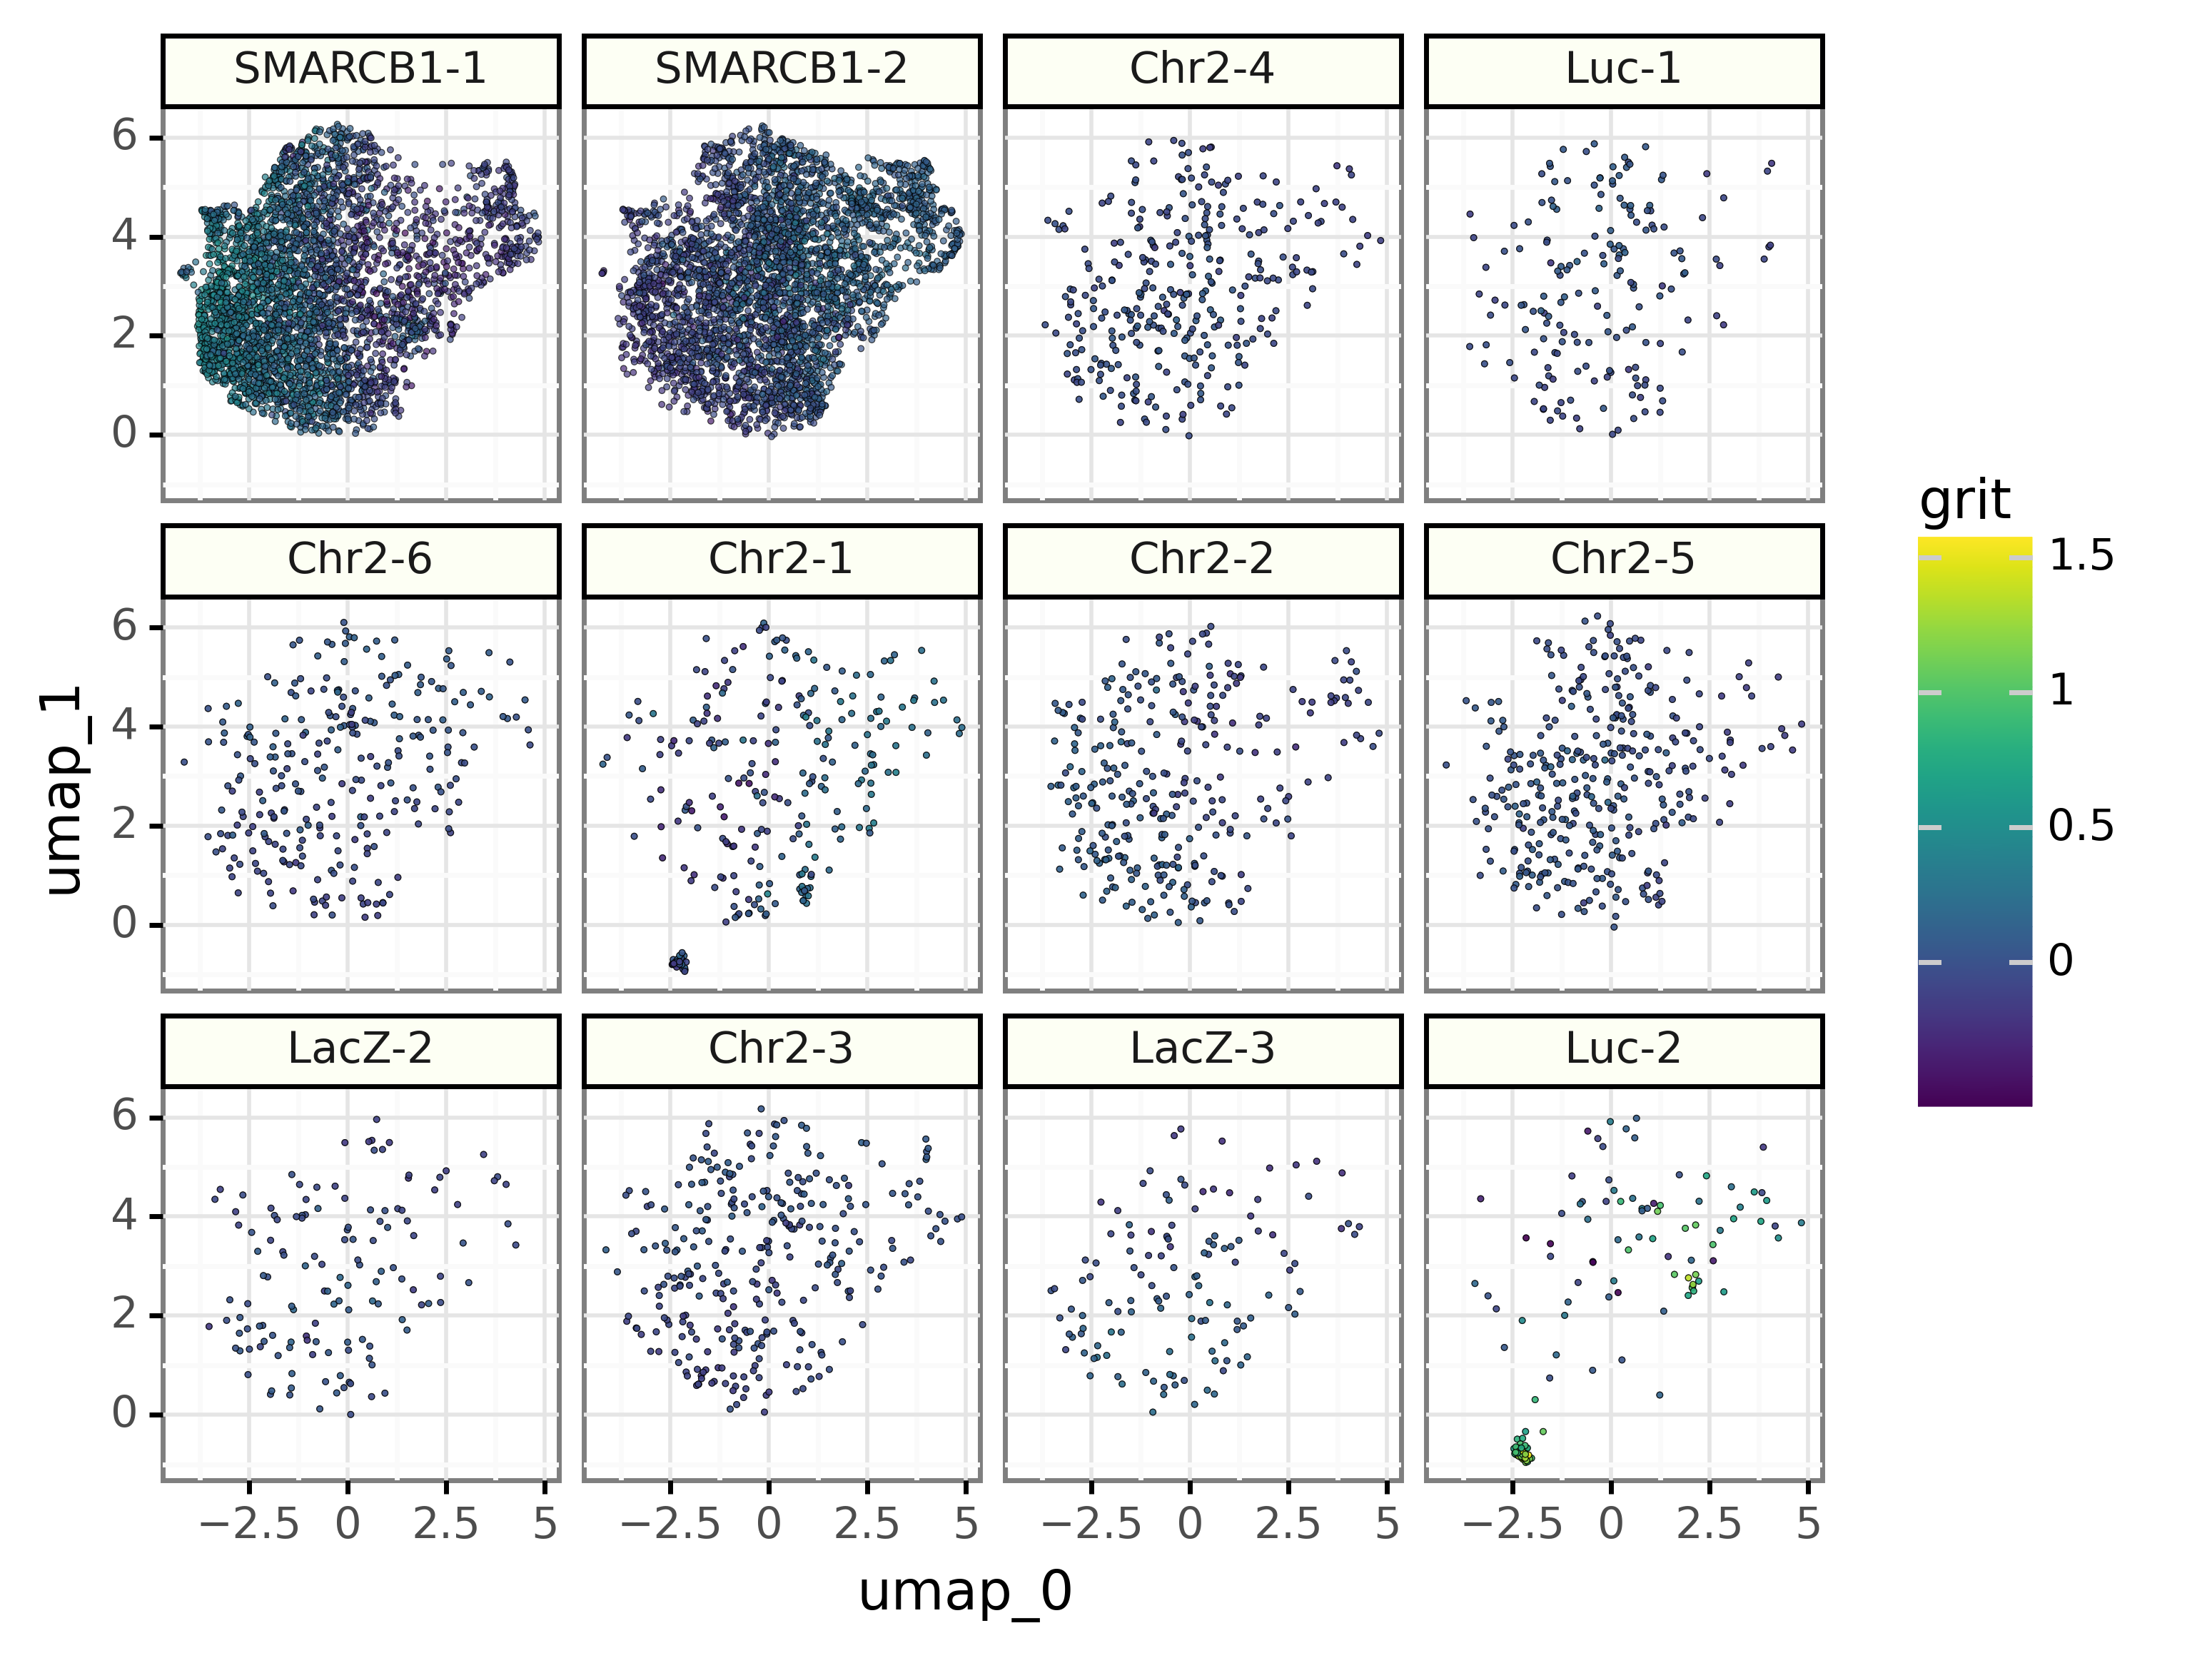 SMARCB1-1 SMARCB1-2 Chr2-4 Luc-1
6
4
2
0
Chr2-6 Chr2-1 Chr2-2 Chr2-5
6
4
2
0
LacZ-2 Chr2-3 LacZ-3 Luc-2
6
4
2
0
−2.5 0 2.5 5 −2.5 0 2.5 5 −2.5 0 2.5 5 −2.5 0 2.5 5
umap_0
umap_1
grit
1.5
1
0.5
0